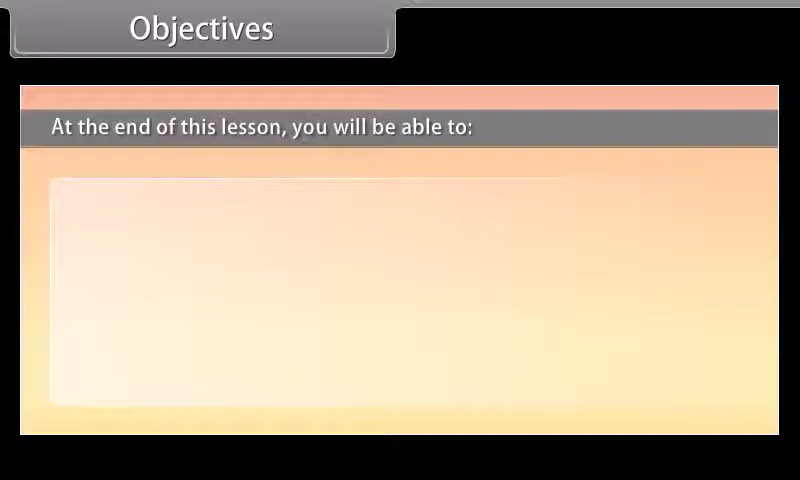 Objectives
At the end of this lesson, you will be able to: